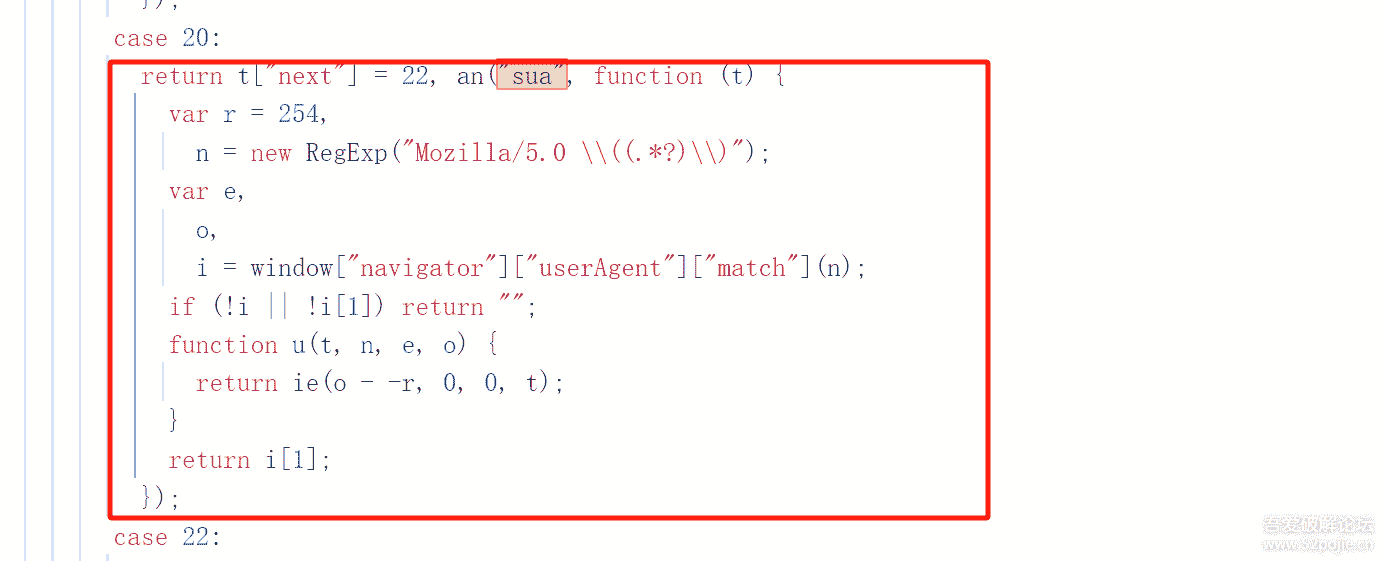 });
case 20:
return t["next"] = 22, an("sua", function (t) {
var r = 254,
n = new RegExp("Mozilla/5.0 \\((.*?)\\)");
var e,
o,
i = window["navigator"]["userAgent"]["match"](n);
if (!i || !i[1]) return "";
function u(t, n, e, o) {
return ie(o - -r, 0, 0, t);
}
return i[1];
});
case 22:
吾爱破解论坛
www.52pojie.cn